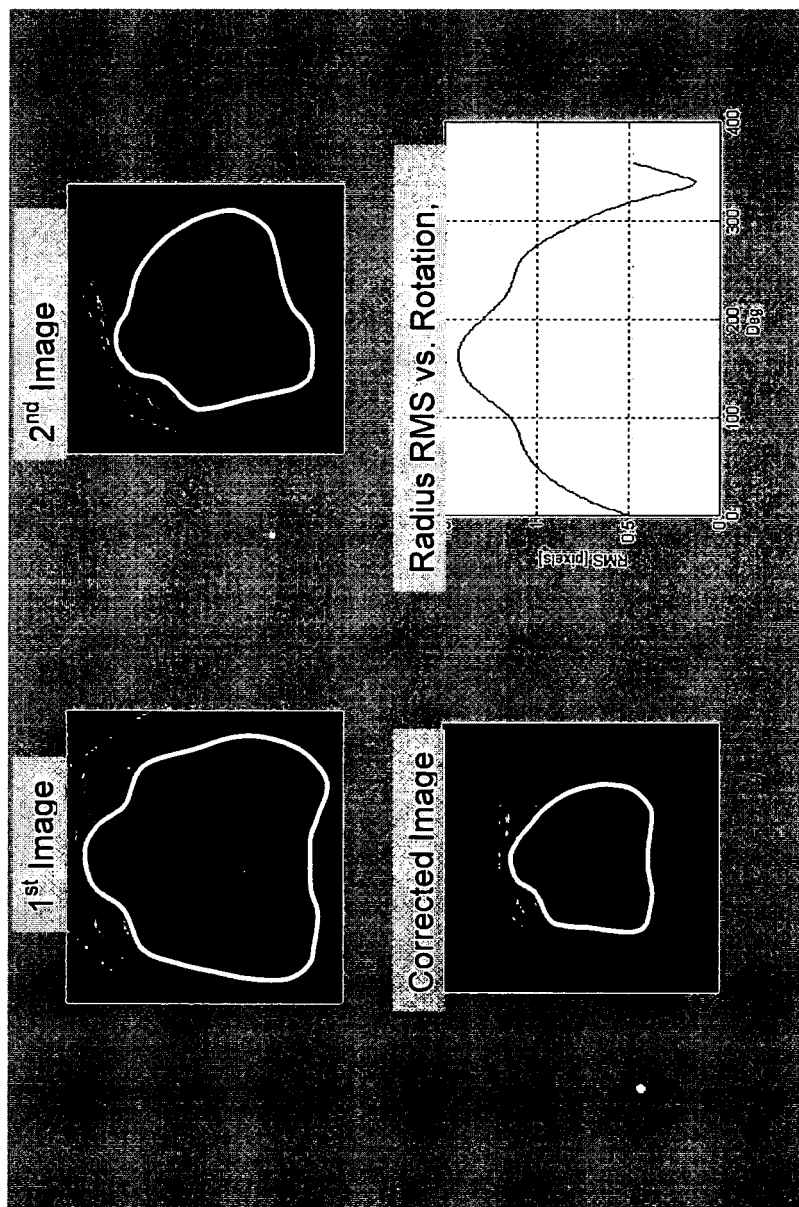 1st Image
2nd Image
Corrected Image
Radius RMS vs. Rotation,
RMS [pixels]
1
0.5
0
0
100
200
300
400
Deg.